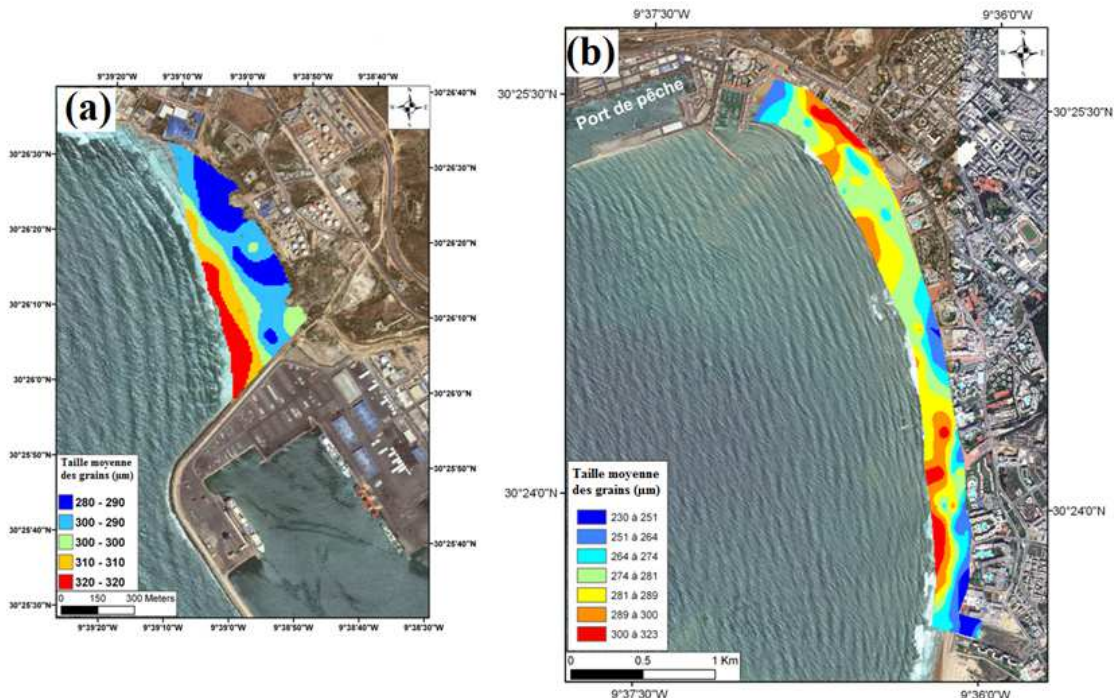 (a)
9°39'20"W 9°39'10"W 9°39'0"W 9°38'50"W 9°38'40"W
N
W E
S
30°26'40"N
30°26'30"N
30°26'30"N
30°26'20"N
30°26'20"N
30°26'10"N
30°26'10"N
30°26'0"N
30°26'0"N
30°25'50"N
30°25'40"N
30°25'30"N
Taille moyenne
des grains (µm)
280 - 290
300 - 290
300 - 300
310 - 310
320 - 320
0 150 300 Meters
30°25'50"N
30°25'40"N
9°39'20"W 9°39'10"W 9°39'0"W 9°38'50"W 9°38'40"W 9°38'30"W
(b)
9°37'30"W 9°36'0"W
N
W E
S
30°25'30"N
30°25'30"N
Port de pêche
30°24'0"N
30°24'0"N
Taille moyenne
des grains (µm)
230 à 251
251 à 264
264 à 274
274 à 281
281 à 289
289 à 300
300 à 323
0 0.5 1 Km
9°37'30"W 9°36'0"W